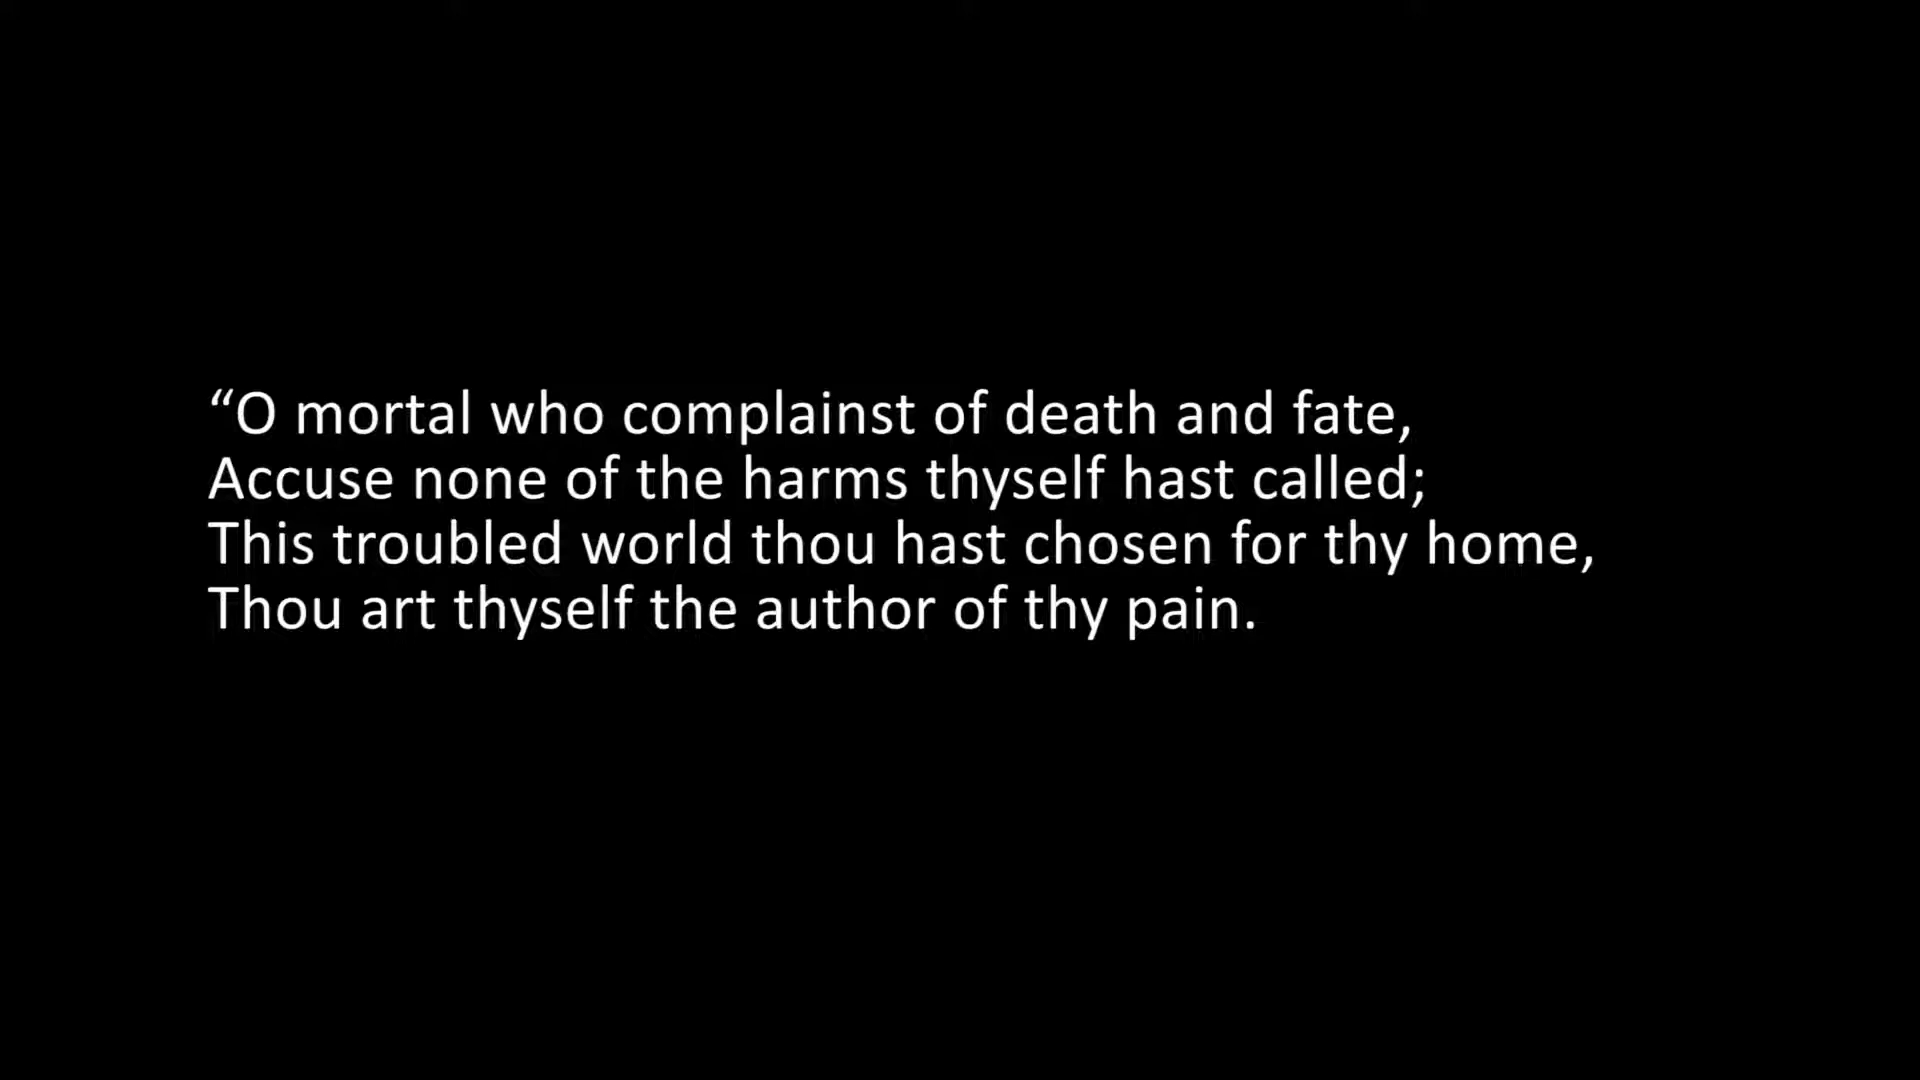 “O mortal who complainst of death and fate,
Accuse none of the harms thyself hast called;
This troubled world thou hast chosen for thy home,
Thou art thyself the author of thy pain.